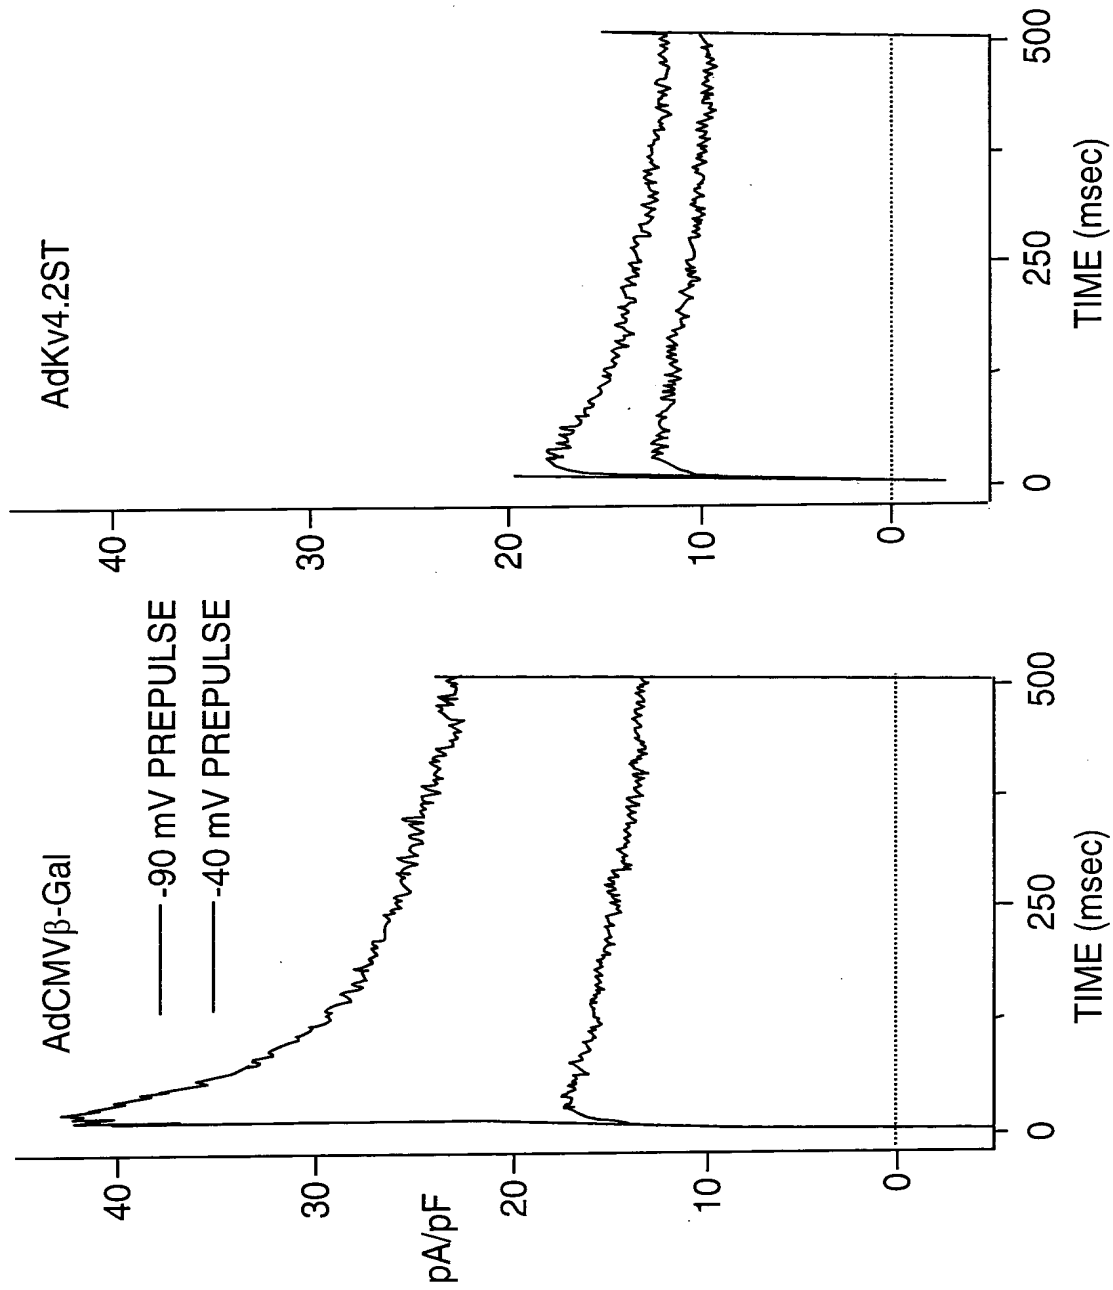 AdCMVβ-Gal
-90 mV PREPULSE
-40 mV PREPULSE
pA/pF
40
30
20
10
0
0
250
500
TIME (msec)
AdKv4.2ST
40
30
20
10
0
0
250
500
TIME (msec)